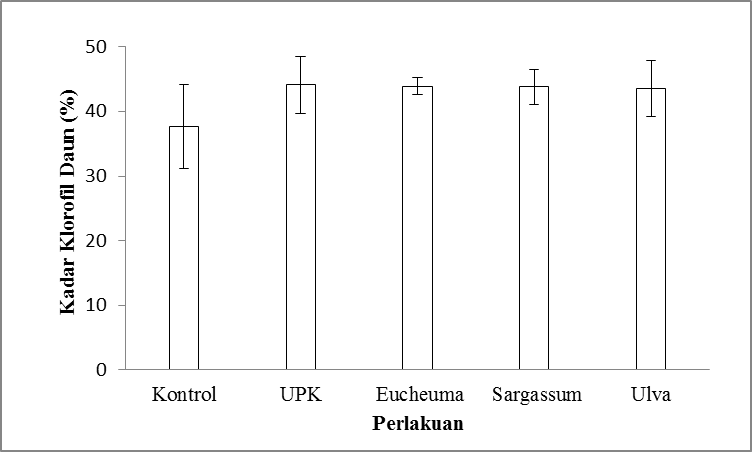 Kadar Klorofil Daun (%)
50
40
30
20
10
0
Kontrol UPK Eucheuma Sargassum Ulva
Perlakuan